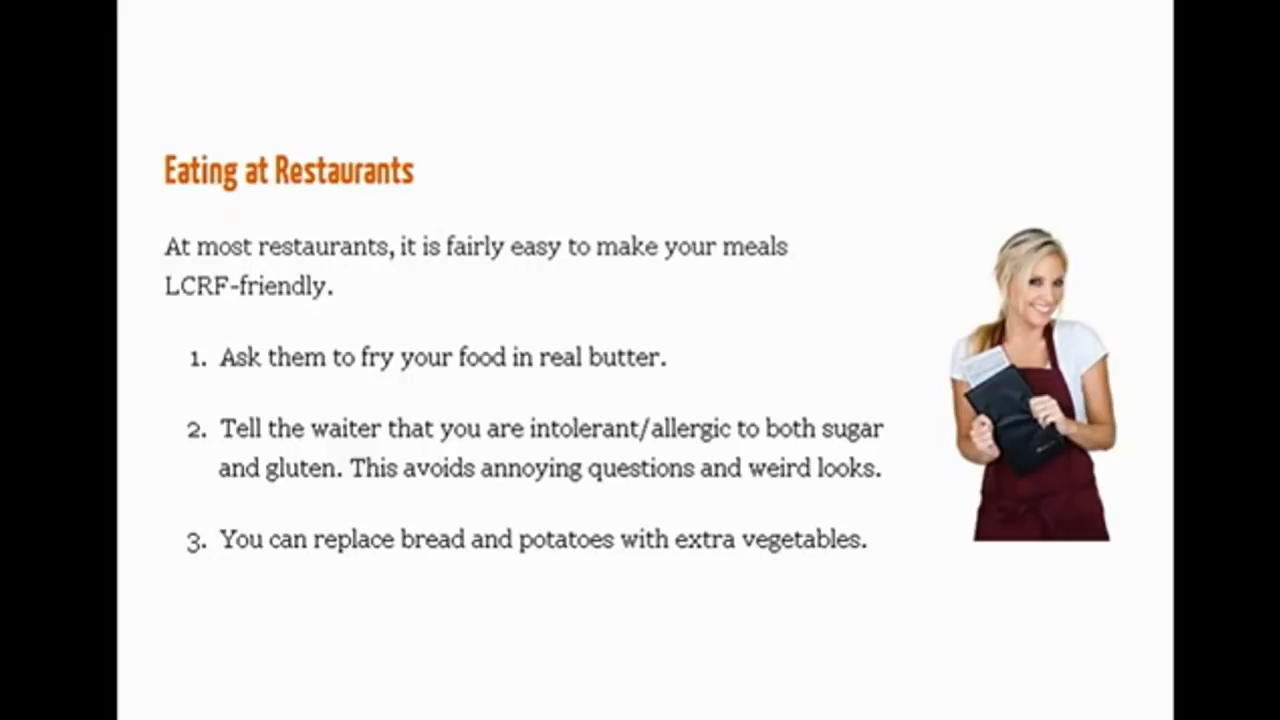 Eating at Restaurants
At most restaurants, it is fairly easy to make your meals
LCRF-friendly.
1. Ask them to fry your food in real butter.
2. Tell the waiter that you are intolerant/allergic to both sugar
and gluten. This avoids annoying questions and weird looks.
3. You can replace bread and potatoes with extra vegetables.